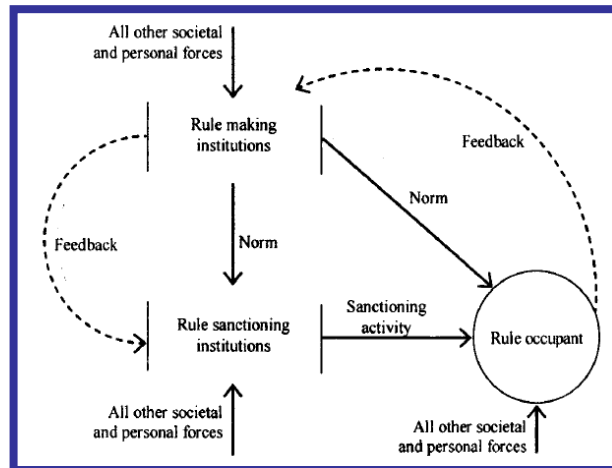 All other societal
and personal forces
Rule making
institutions
Feedback
Norm
Feedback
Norm
Sanctioning
activity
Rule sanctioning
institutions
Rule occupant
All other societal
and personal forces
All other societal
and personal forces